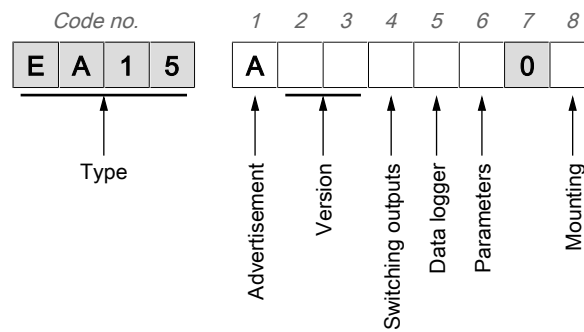 Code no. 1 2 3 4 5 6 7 8
E A 1 5 A 0
Type
Advertisement
Version
Switching outputs
Data logger
Parameters
Mounting